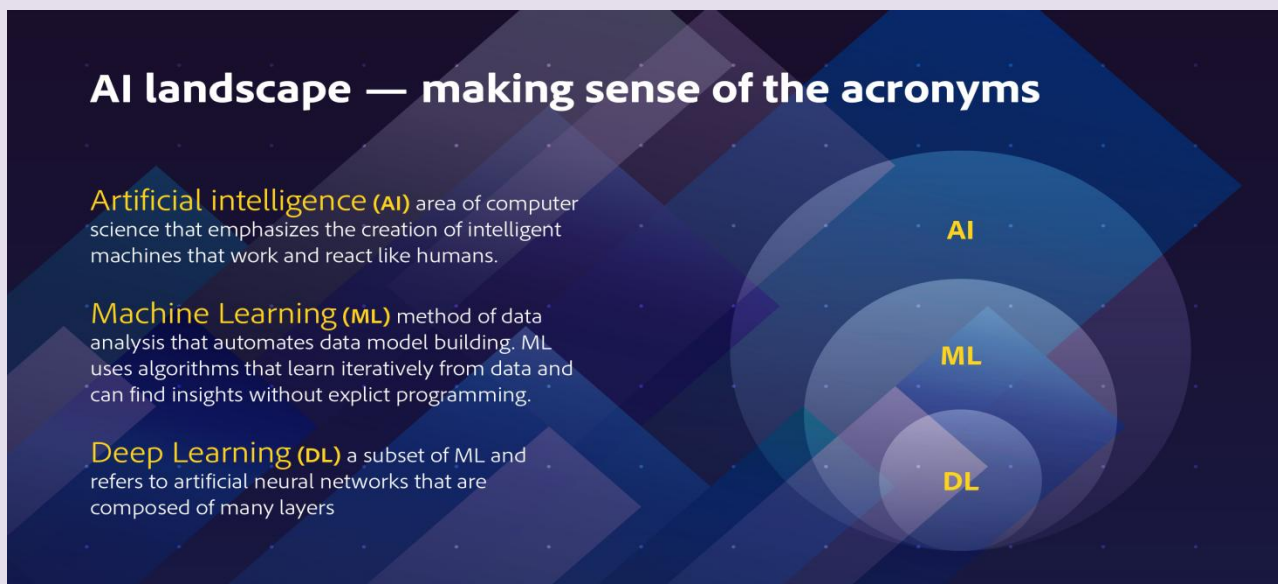 AI landscape — making sense of the acronyms
Artificial intelligence (AI) area of computer
science that emphasizes the creation of intelligent
machines that work and react like humans.
Machine Learning (ML) method of data
analysis that automates data model building. ML
uses algorithms that learn iteratively from data and
can find insights without explict programming.
Deep Learning (DL) a subset of ML and
refers to artificial neural networks that are
composed of many layers
AI
ML
DL